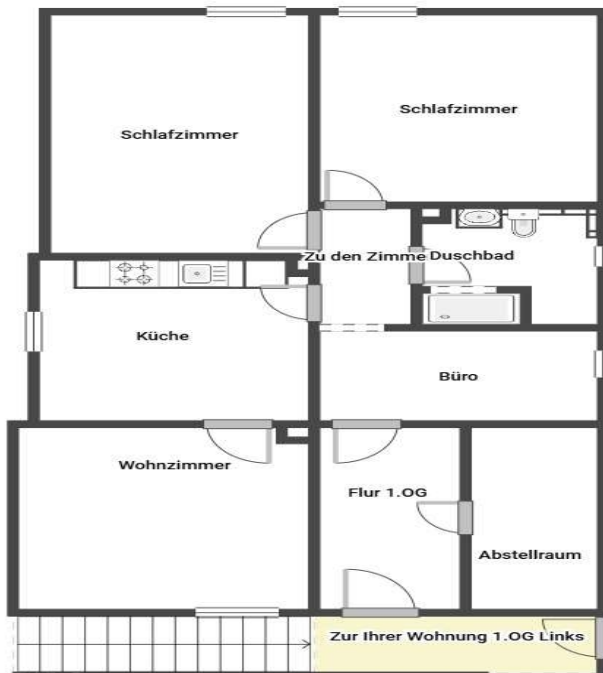 Schlafzimmer
Schlafzimmer
Zu den Zimme
Duschbad
Küche
Büro
Wohnzimmer
Flur 1.OG
Abstellraum
Zur Ihrer Wohnung 1.OG Links